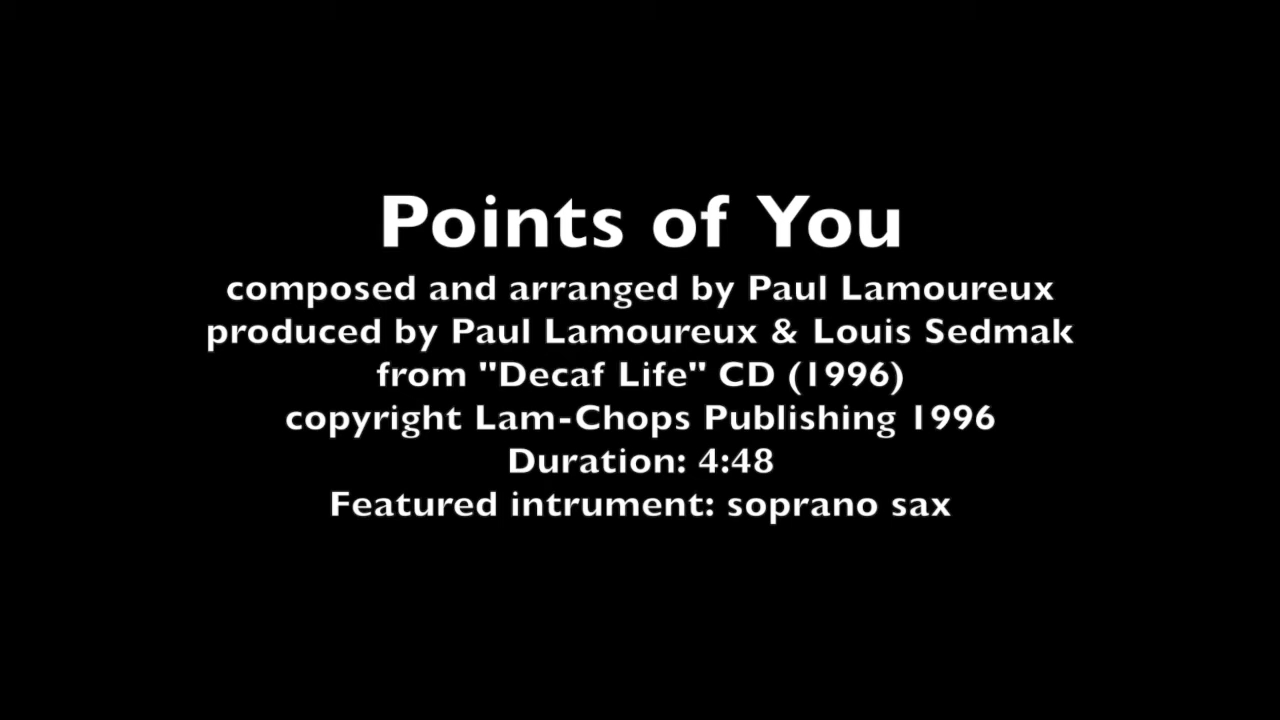 Points of You
composed and arranged by Paul Lamoureux
produced by Paul Lamoureux & Louis Sedmak
from "Decaf Life" CD (1996)
copyright Lam-Chops Publishing 1996
Duration: 4:48
Featured intrument: soprano sax